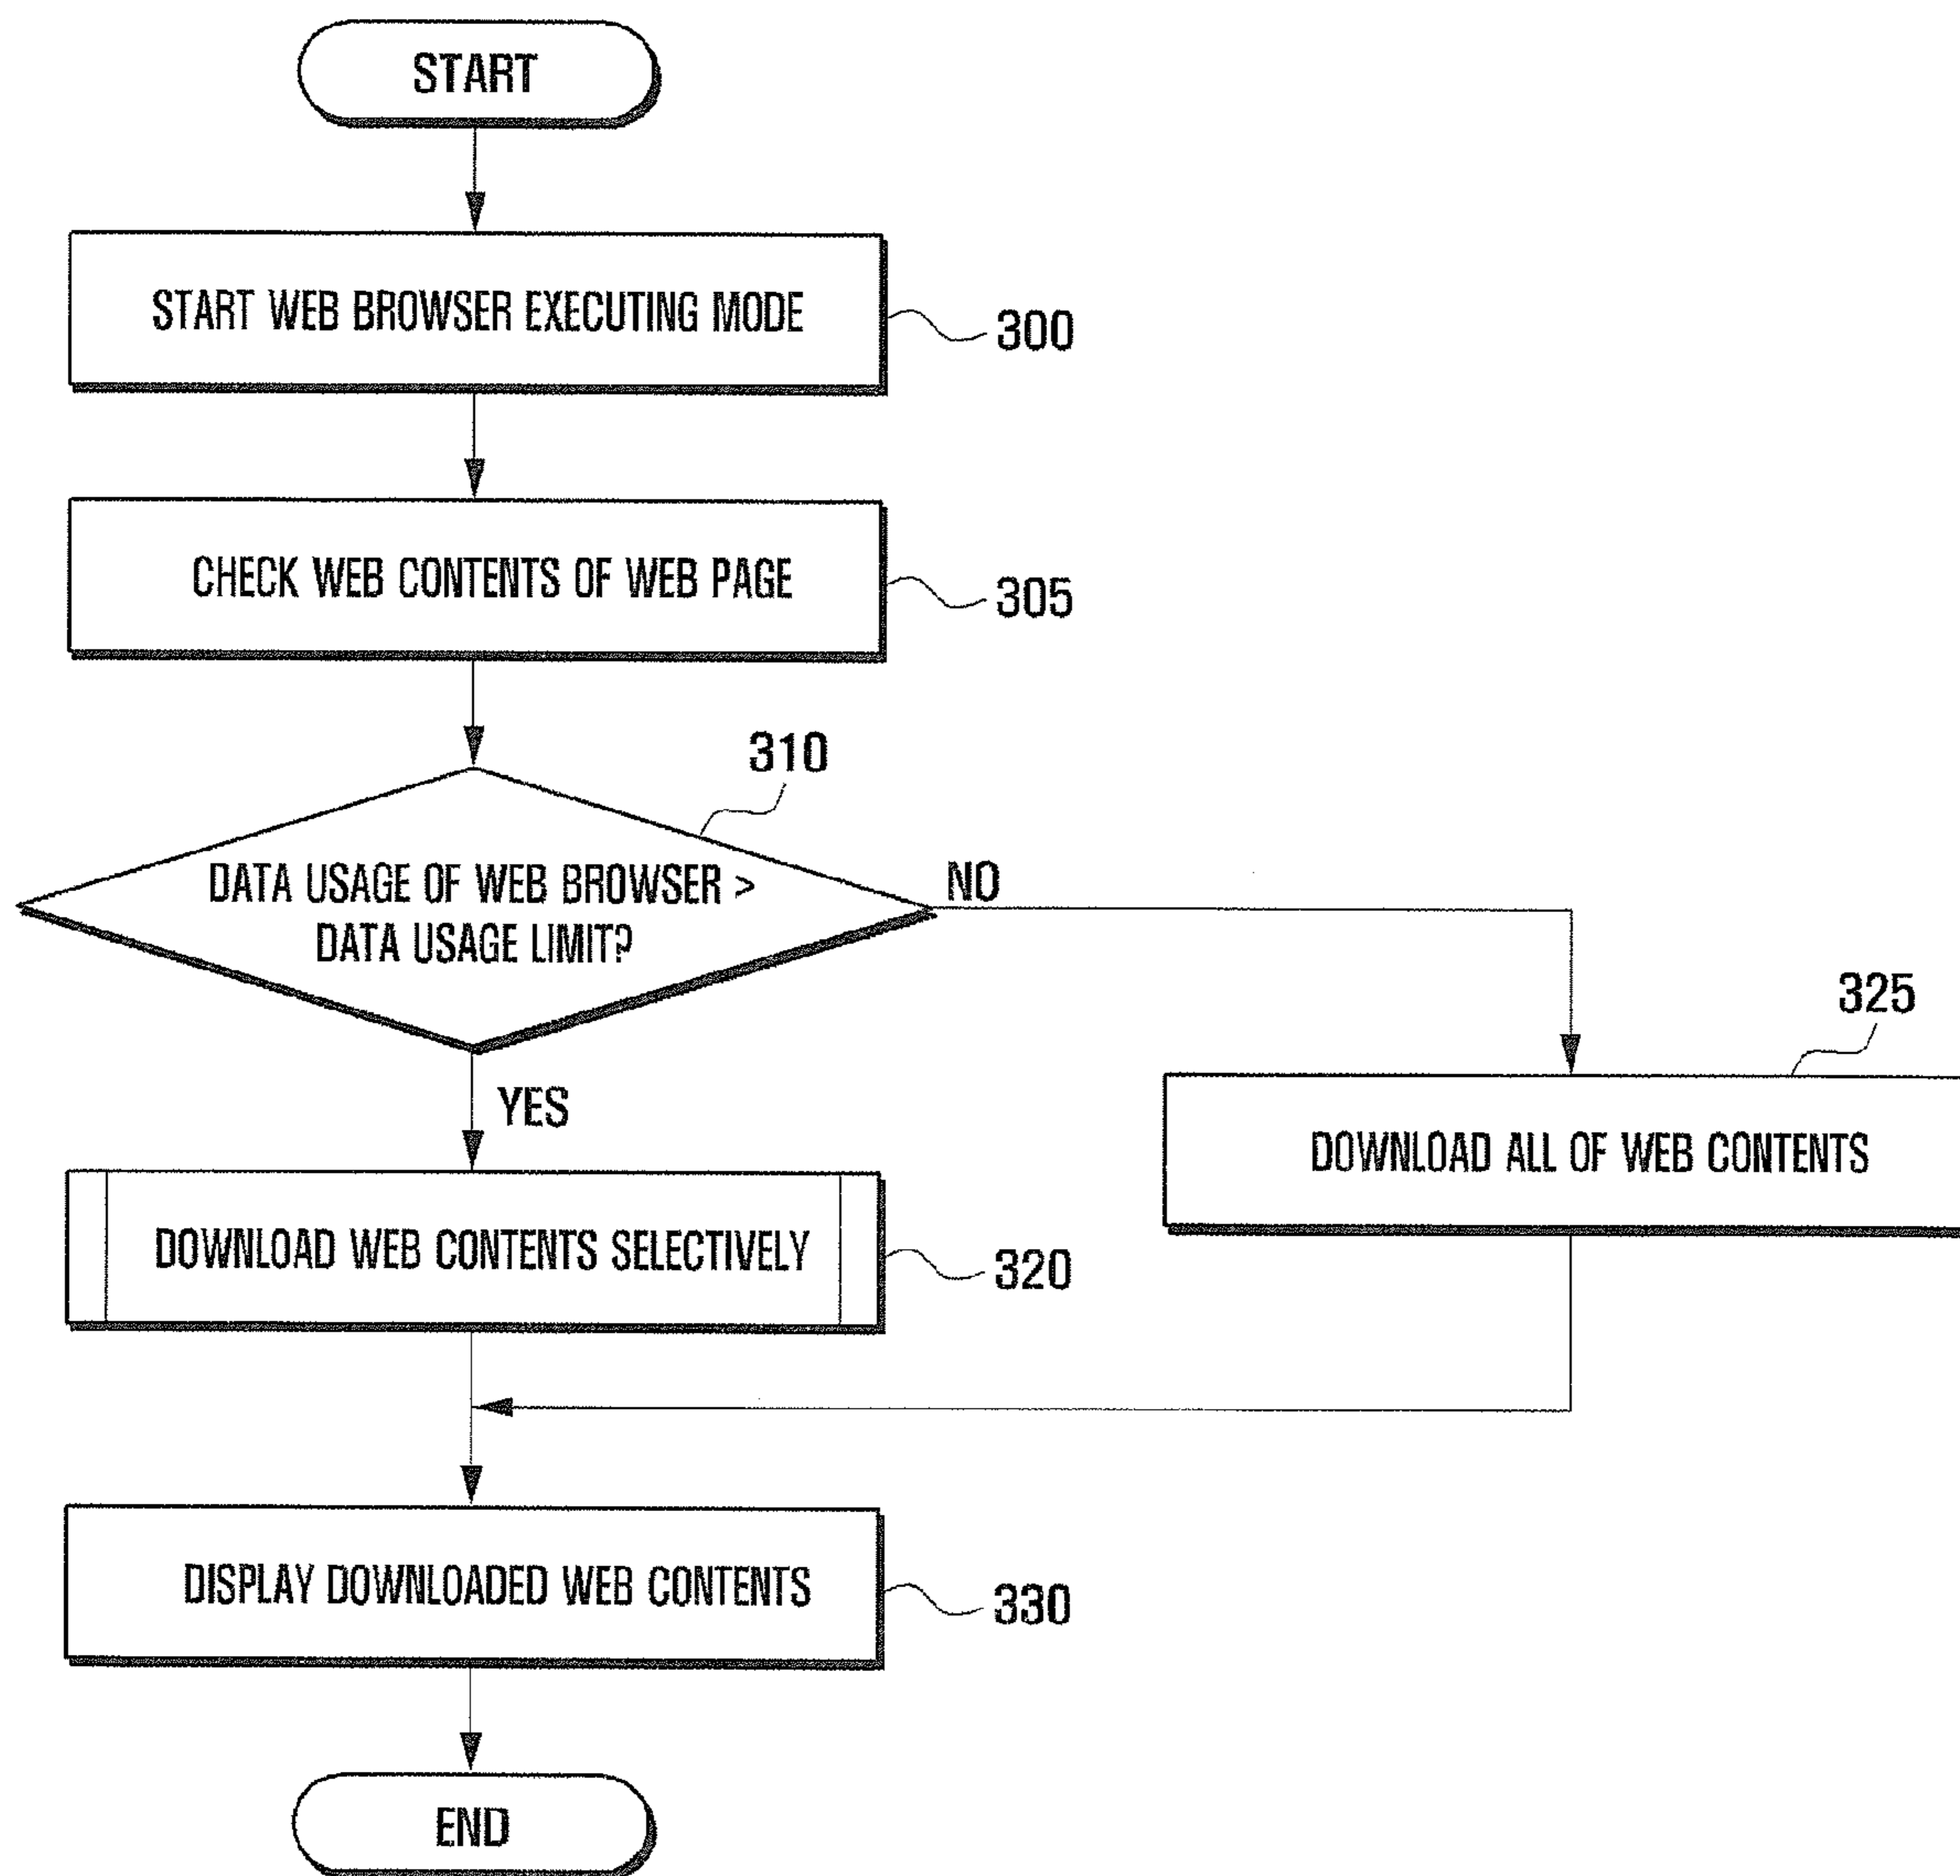 START
START WEB BROWSER EXECUTING MODE
300
CHECK WEB CONTENTS OF WEB PAGE
305
310
DATA USAGE OF WEB BROWSER >
DATA USAGE LIMIT?
NO
YES
325
DOWNLOAD ALL OF WEB CONTENTS
DOWNLOAD WEB CONTENTS SELECTIVELY
320
DISPLAY DOWNLOADED WEB CONTENTS
330
END